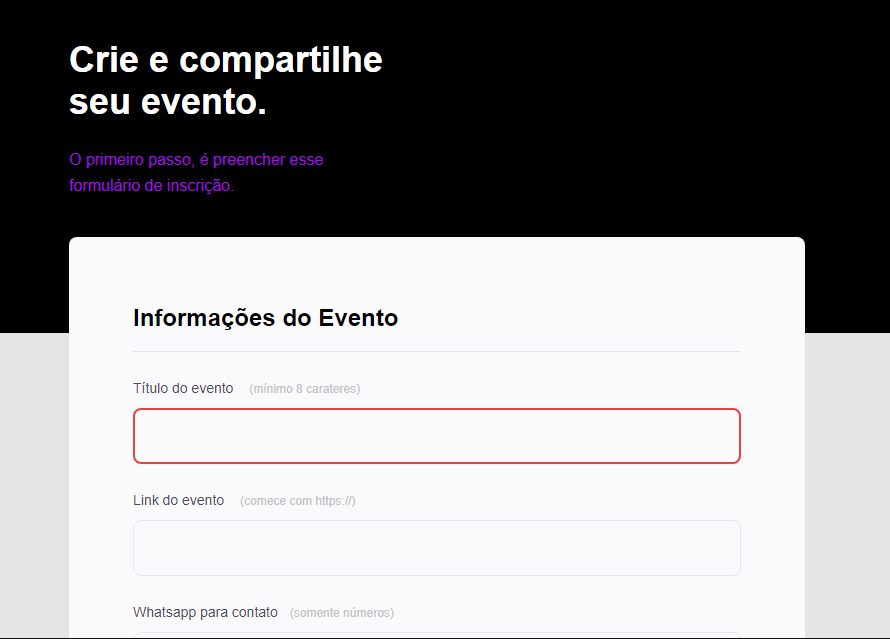 Crie e compartilhe
seu evento.
O primeiro passo, é preencher esse
formulário de inscrição.
Informações do Evento
Título do evento (mínimo 8 carateres)
Link do evento (comece com https://)
Whatsapp para contato (somente números)